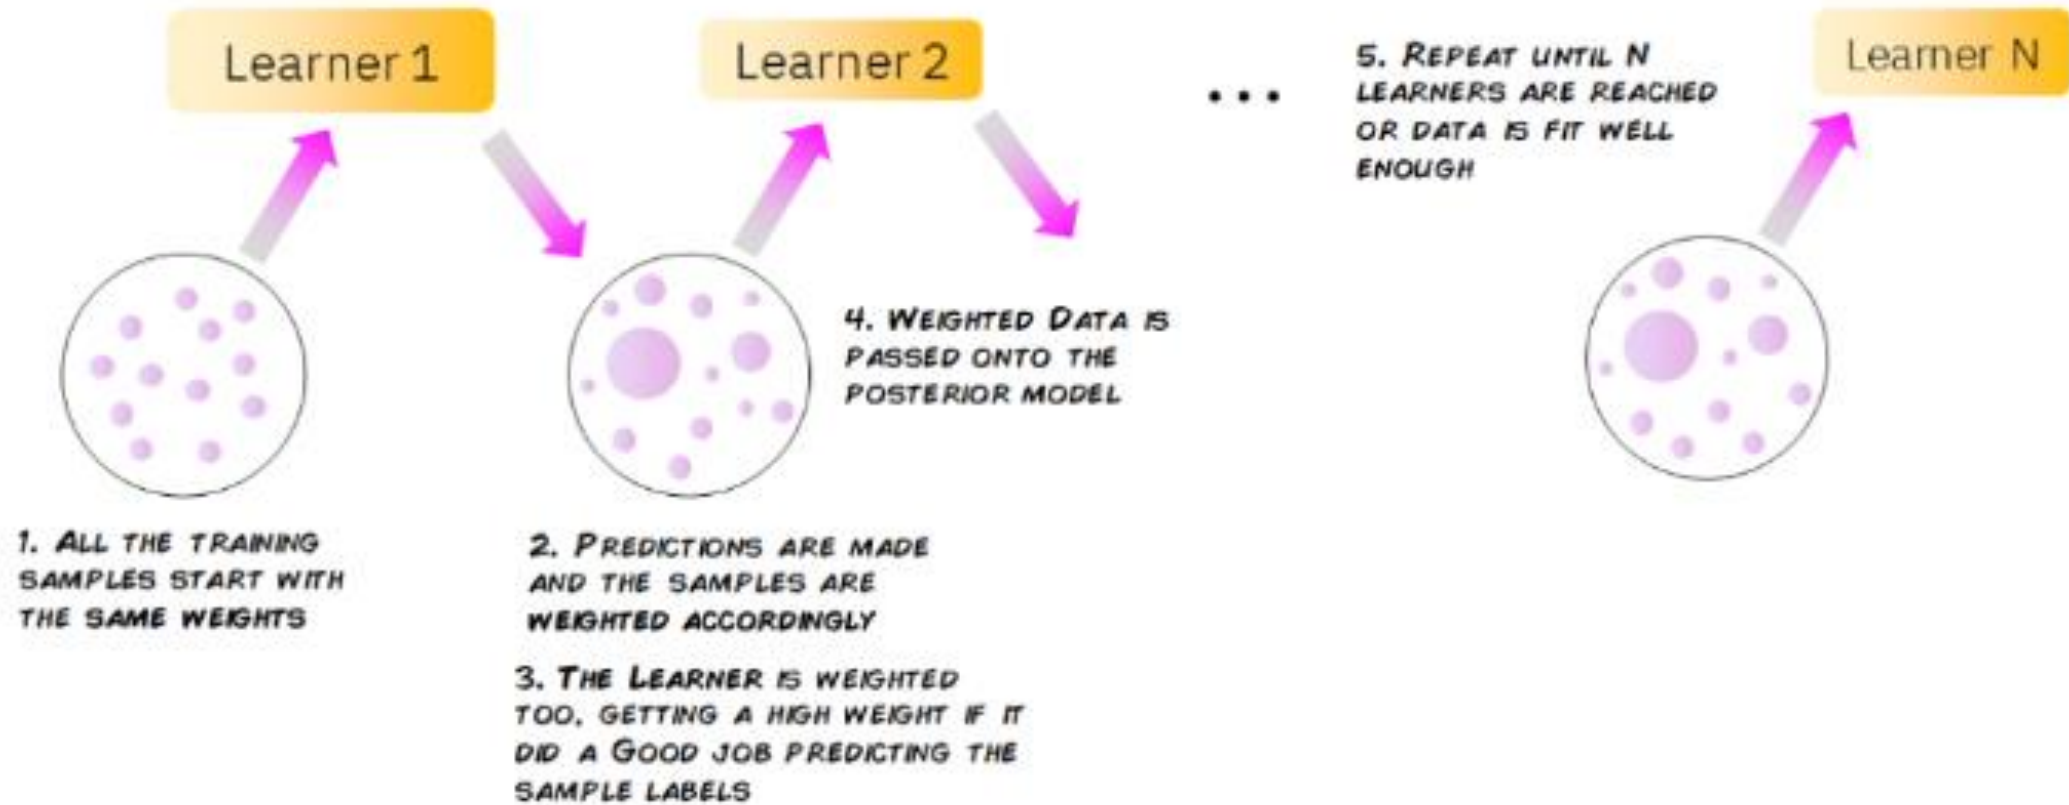 Learner 1
Learner 2
...
5. REPEAT UNTIL N
LEARNERS ARE REACHED
OR DATA IS FIT WELL
ENOUGH
Learner N
4. WEIGHTED DATA IS
PASSED ONTO THE
POSTERIOR MODEL
1. ALL THE TRAINING
SAMPLES START WITH
THE SAME WEIGHTS
2. PREDICTIONS ARE MADE
AND THE SAMPLES ARE
WEIGHTED ACCORDINGLY
3. THE LEARNER IS WEIGHTED
TOO, GETTING A HIGH WEIGHT IF IT
DID A GOOD JOB PREDICTING THE
SAMPLE LABELS